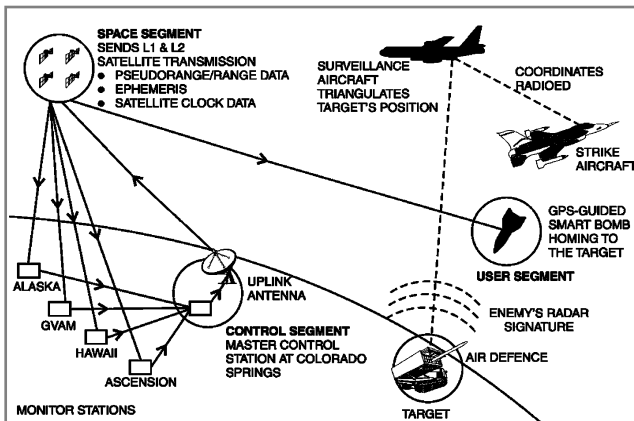 SPACE SEGMENT
SENDS L1 & L2
SATELLITE TRANSMISSION
• PSEUDORANGE/RANGE DATA
• EPHEMERIS
• SATELLITE CLOCK DATA
SURVEILLANCE
AIRCRAFT
TRIANGULATES
TARGET'S POSITION
COORDINATES
RADIOED
STRIKE
AIRCRAFT
GPS-GUIDED
SMART BOMB
HOMING TO
THE TARGET
USER SEGMENT
ALASKA
GVAM
HAWAII
ASCENSION
UPLINK
ANTENNA
CONTROL SEGMENT
MASTER CONTROL
STATION AT COLORADO
SPRINGS
ENEMY'S RADAR
SIGNATURE
AIR DEFENCE
TARGET
MONITOR STATIONS